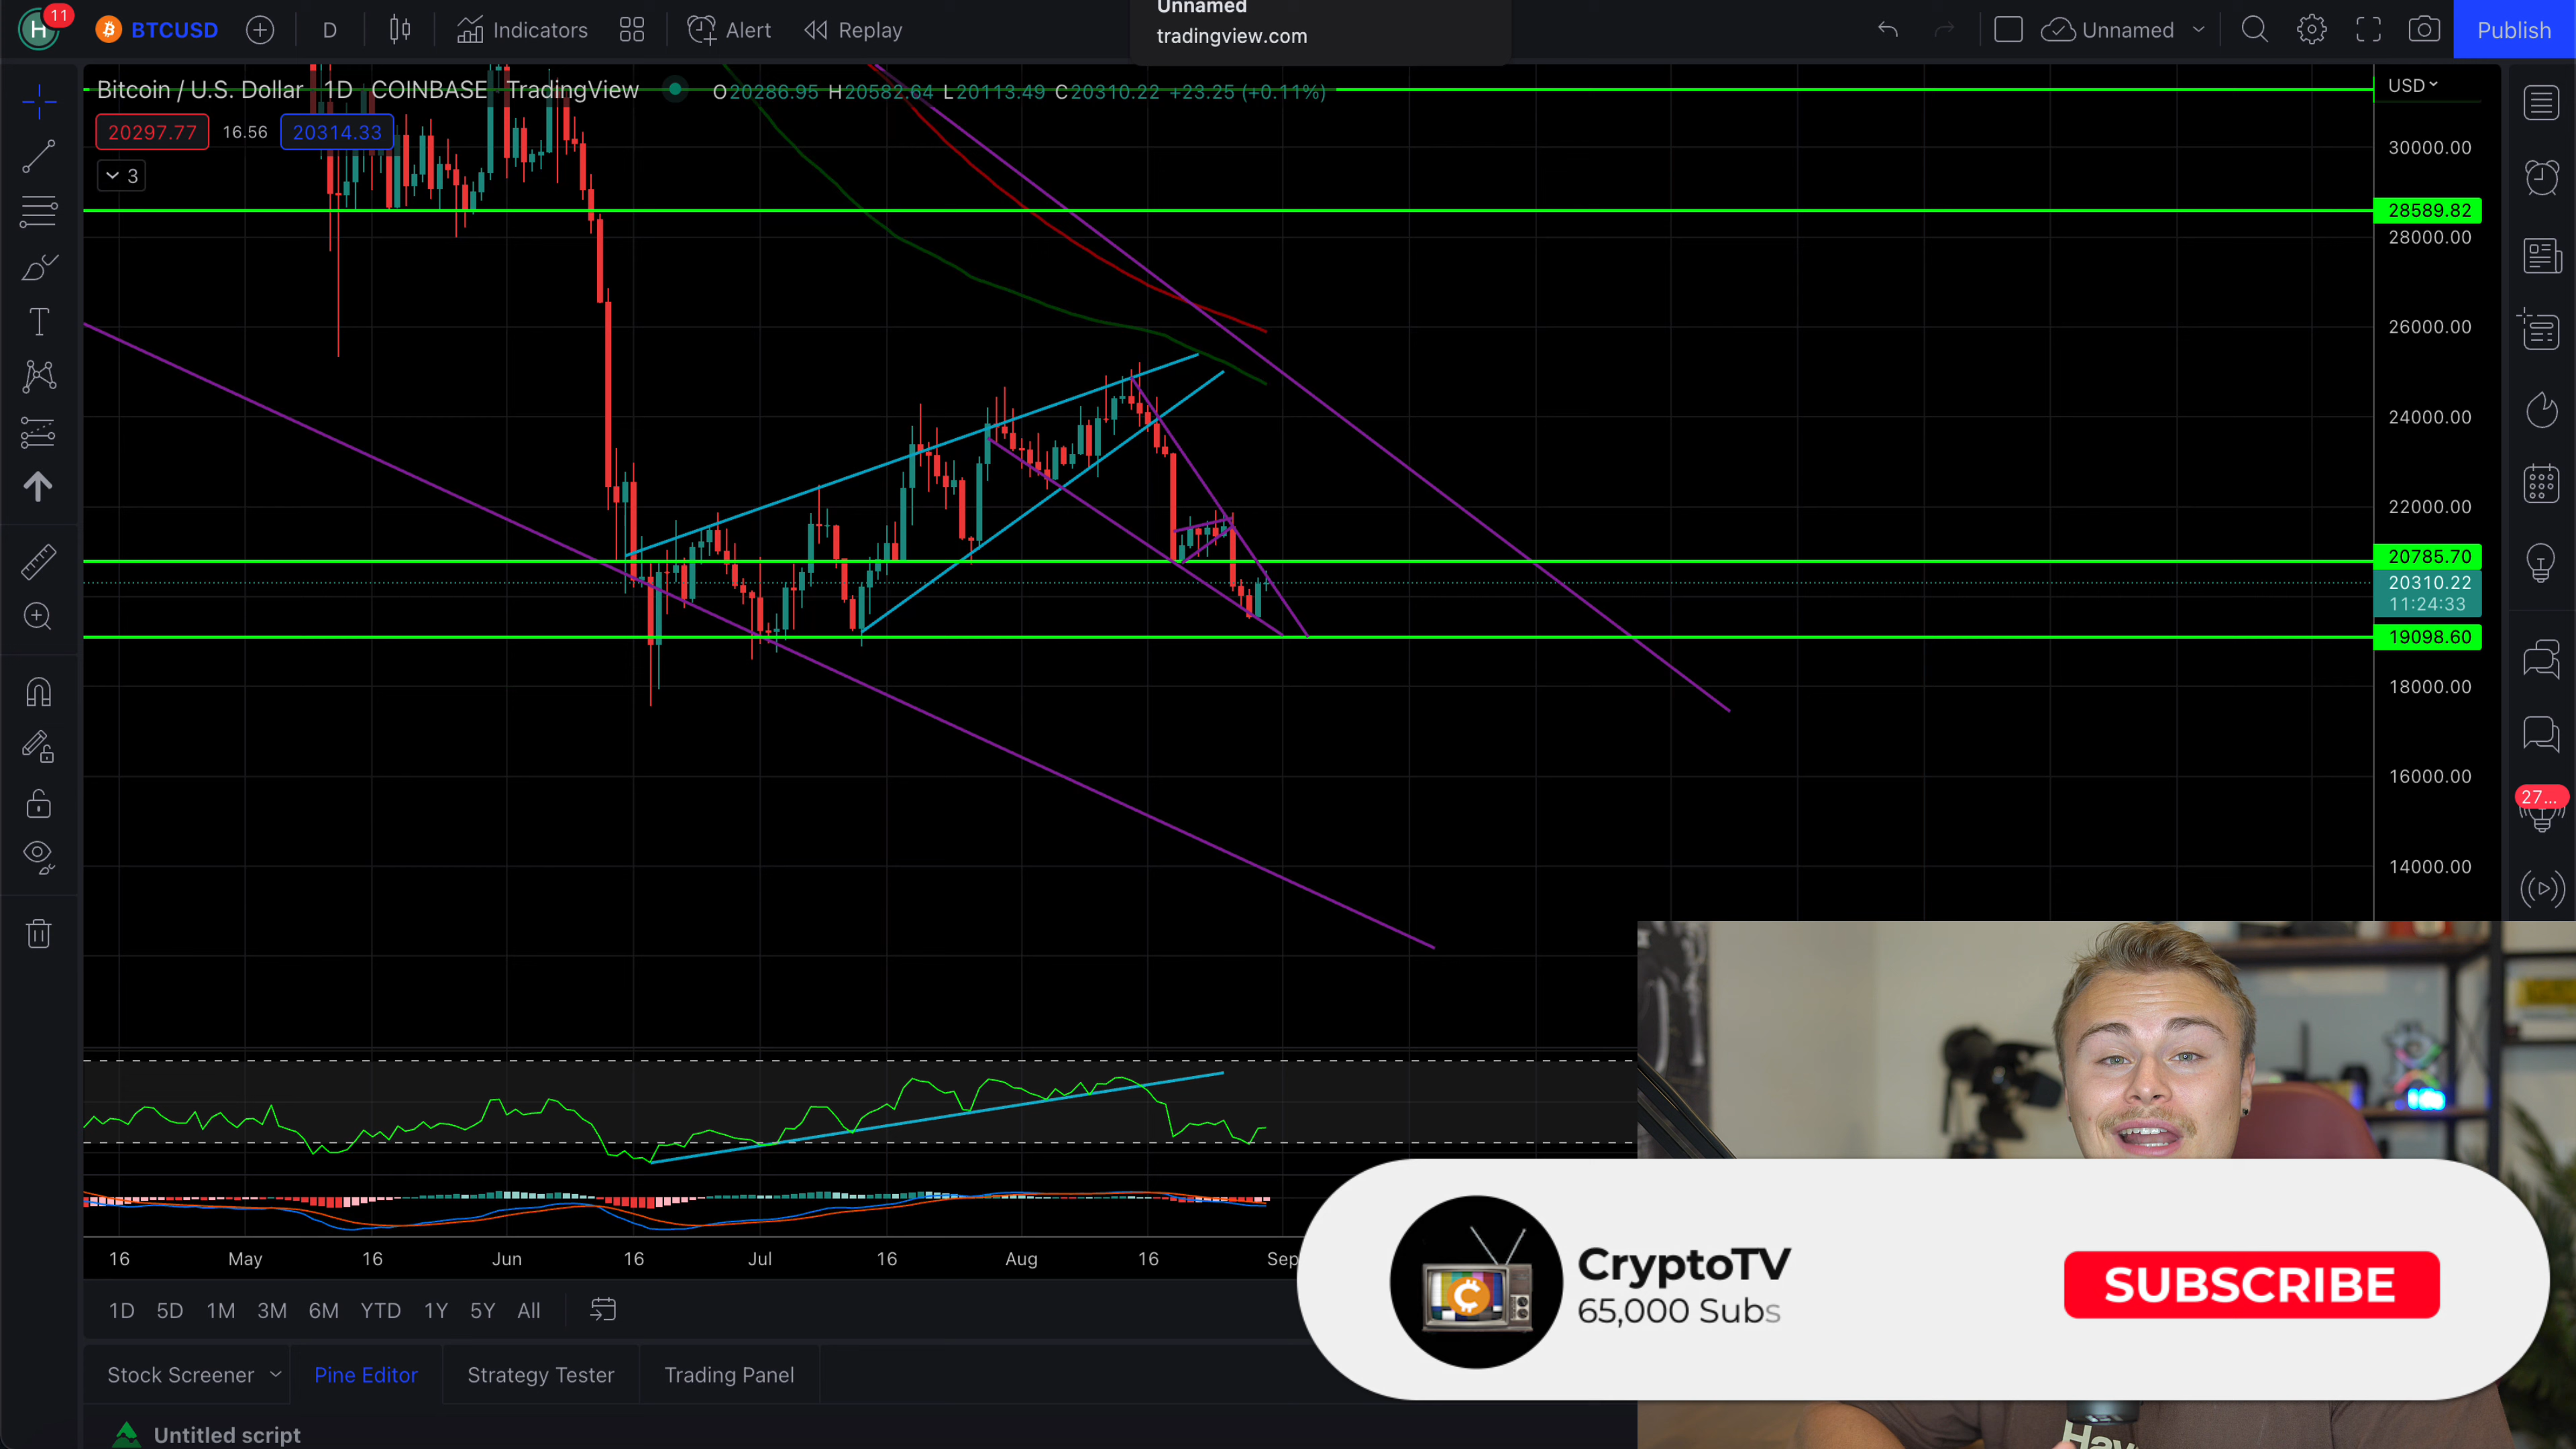 H
11
BTCUSD
D
Indicators
Alert
Replay
Unnamed
tradingview.com
Unnamed
Publish
Bitcoin / U.S. Dollar 1D COINBASE TradingView
O20286.95 H20582.64 L20113.49 C20310.22 +23.25 (+0.11%)
USD
20297.77
16.56
20314.33
3
30000.00
28589.82
28000.00
26000.00
24000.00
22000.00
20785.70
20310.22
11:24:33
19098.60
18000.00
16000.00
27...
14000.00
16 May 16 Jun 16 Jul 16 Aug 16 Sep
1D 5D 1M 3M 6M YTD 1Y 5Y All
CryptoTV
65,000 Subs
SUBSCRIBE
Stock Screener
Pine Editor
Strategy Tester
Trading Panel
Untitled script